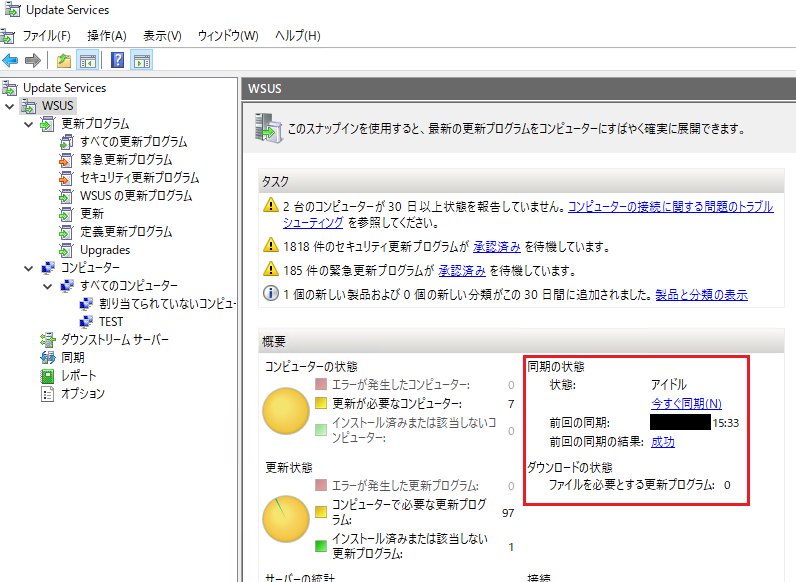 Update Services
ファイル(F) 操作(A) 表示(V) ウィンドウ(W) ヘルプ(H)
Update Services
WSUS
更新プログラム
すべての更新プログラム
緊急更新プログラム
セキュリティ更新プログラム
WSUS の更新プログラム
更新
定義更新プログラム
Upgrades
コンピューター
すべてのコンピューター
割り当てられていないコンピュー
TEST
ダウンストリーム サーバー
同期
レポート
オプション
WSUS
このスナップインを使用すると、最新の更新プログラムをコンピューターにすばやく確実に展開できます。
タスク
2 台のコンピューターが 30 日以上状態を報告していません。コンピューターの接続に関する問題のトラブル
シューティング を参照してください。
1818 件のセキュリティ更新プログラムが 承認済み を待機しています。
185 件の緊急更新プログラムが 承認済み を待機しています。
1 個の新しい製品および 0 個の新しい分類がこの 30 日間に追加されました。 製品と分類の表示
概要
コンピューターの状態
エラーが発生したコンピューター: 0
更新が必要なコンピューター: 7
インストール済みまたは該当しないコ
ンピューター: 0
更新状態
エラーが発生した更新プログラム: 0
コンピューターで必要な更新プログ
ラム: 97
インストール済みまたは該当しない
更新プログラム: 1
サーバーの統計
同期の状態
状態: アイドル
今すぐ同期(N)
前回の同期: 15:33
前回の同期の結果: 成功
ダウンロードの状態
ファイルを必要とする更新プログラム: 0
接続